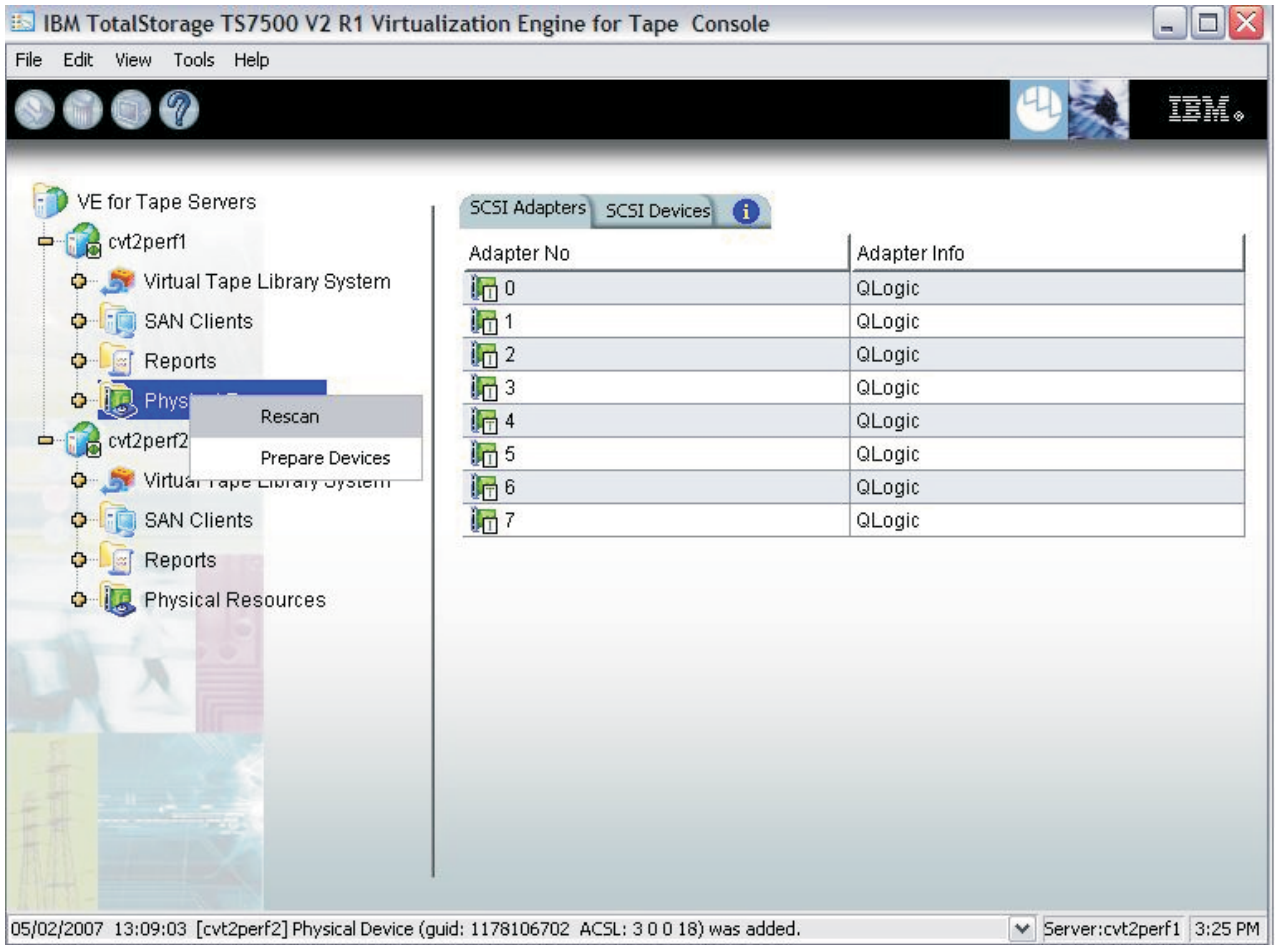 IBM TotalStorage TS7500 V2 R1 Virtualization Engine for Tape Console
File Edit View Tools Help
IBM
VE for Tape Servers
cvt2perf1
Virtual Tape Library System
SAN Clients
Reports
Rescan
Prepare Devices
cvt2perf2
Virtual Tape Library System
SAN Clients
Reports
Physical Resources
SCSI Adapters SCSI Devices
Adapter No Adapter Info
0 QLogic
1 QLogic
2 QLogic
3 QLogic
4 QLogic
5 QLogic
6 QLogic
7 QLogic
05/02/2007 13:09:03 [cvt2perf2] Physical Device (guid: 1178106702 ACSL: 3 0 0 18) was added. Server:cvt2perf1 3:25 PM